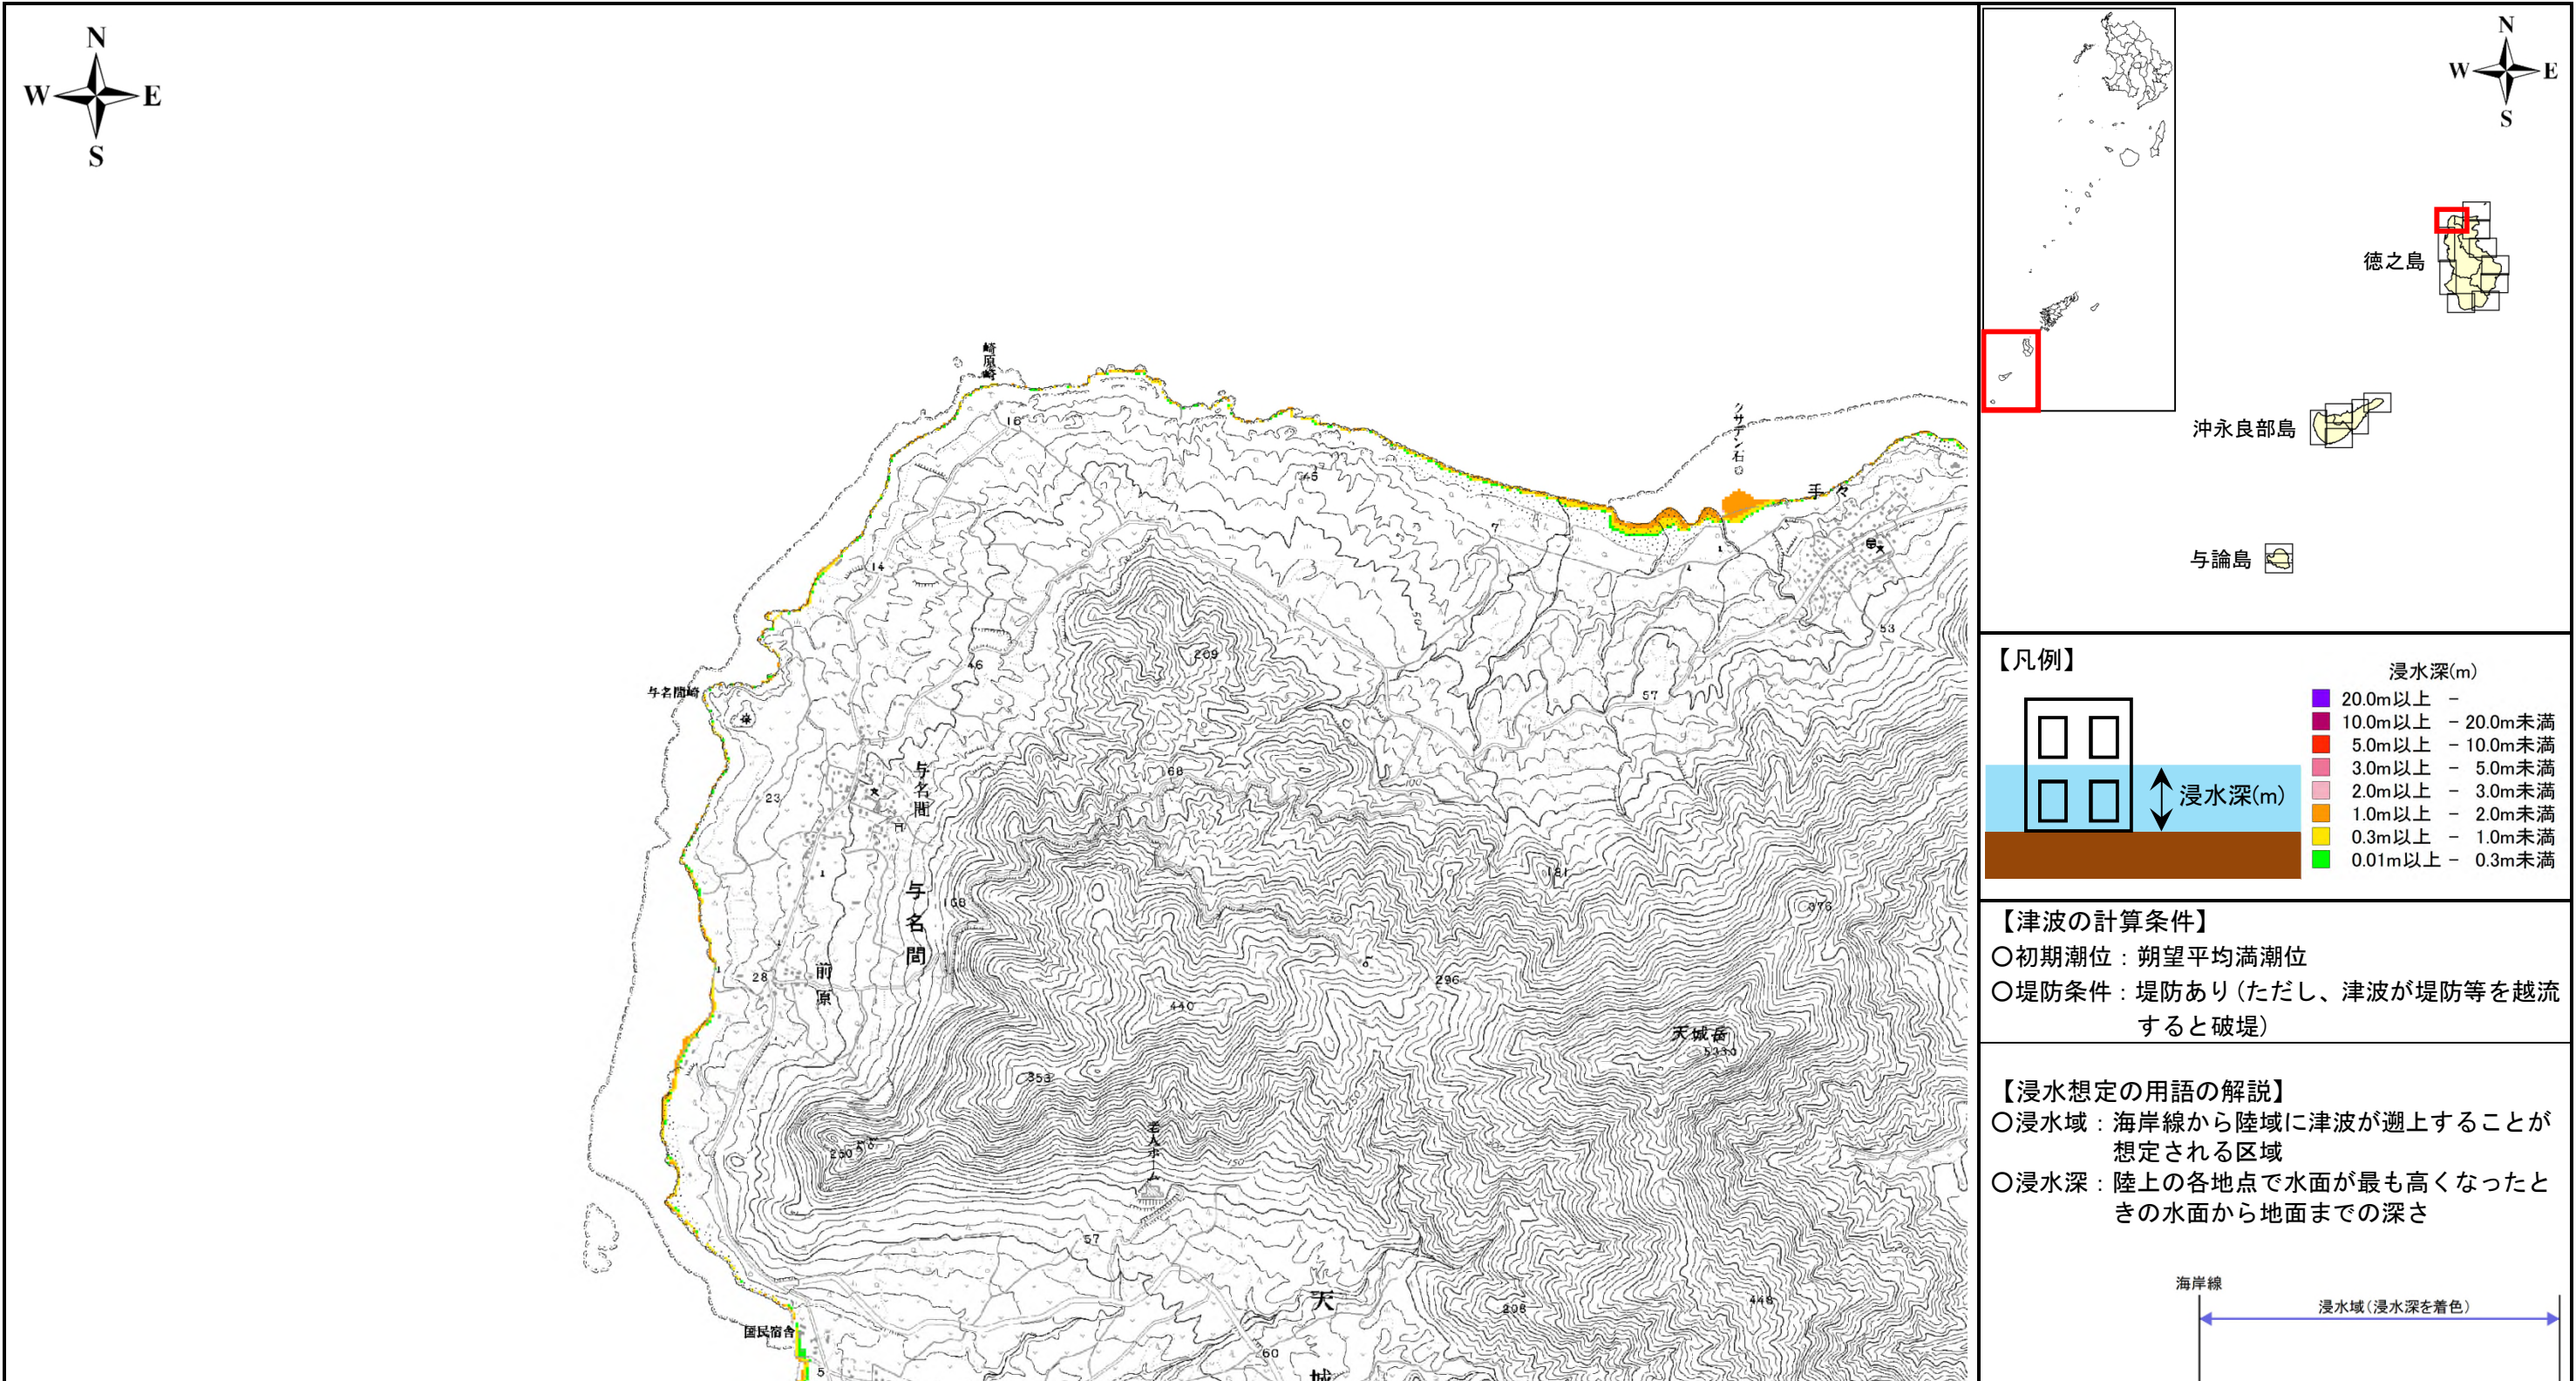 N
W E
S
崎原崎
16
45
クサデン石
手々
7
14
53
209
46
57
与名間崎
50
168
100
与名間
23
181
与名間
168
376
前原
28
296
440
天城岳
533.0
353
老人ホーム
250
150
57
天城
298
448
国民宿舎
60
5
N
W E
S
徳之島
沖永良部島
与論島
【凡例】
浸水深(m)
20.0m以上 -
10.0m以上 - 20.0m未満
5.0m以上 - 10.0m未満
3.0m以上 - 5.0m未満
2.0m以上 - 3.0m未満
1.0m以上 - 2.0m未満
0.3m以上 - 1.0m未満
0.01m以上 - 0.3m未満
浸水深(m)
【津波の計算条件】
〇初期潮位：朔望平均満潮位
〇堤防条件：堤防あり(ただし、津波が堤防等を越流
すると破堤)
【浸水想定の用語の解説】
〇浸水域：海岸線から陸域に津波が遡上することが
想定される区域
〇浸水深：陸上の各地点で水面が最も高くなったと
きの水面から地面までの深さ
海岸線
浸水域(浸水深を着色)